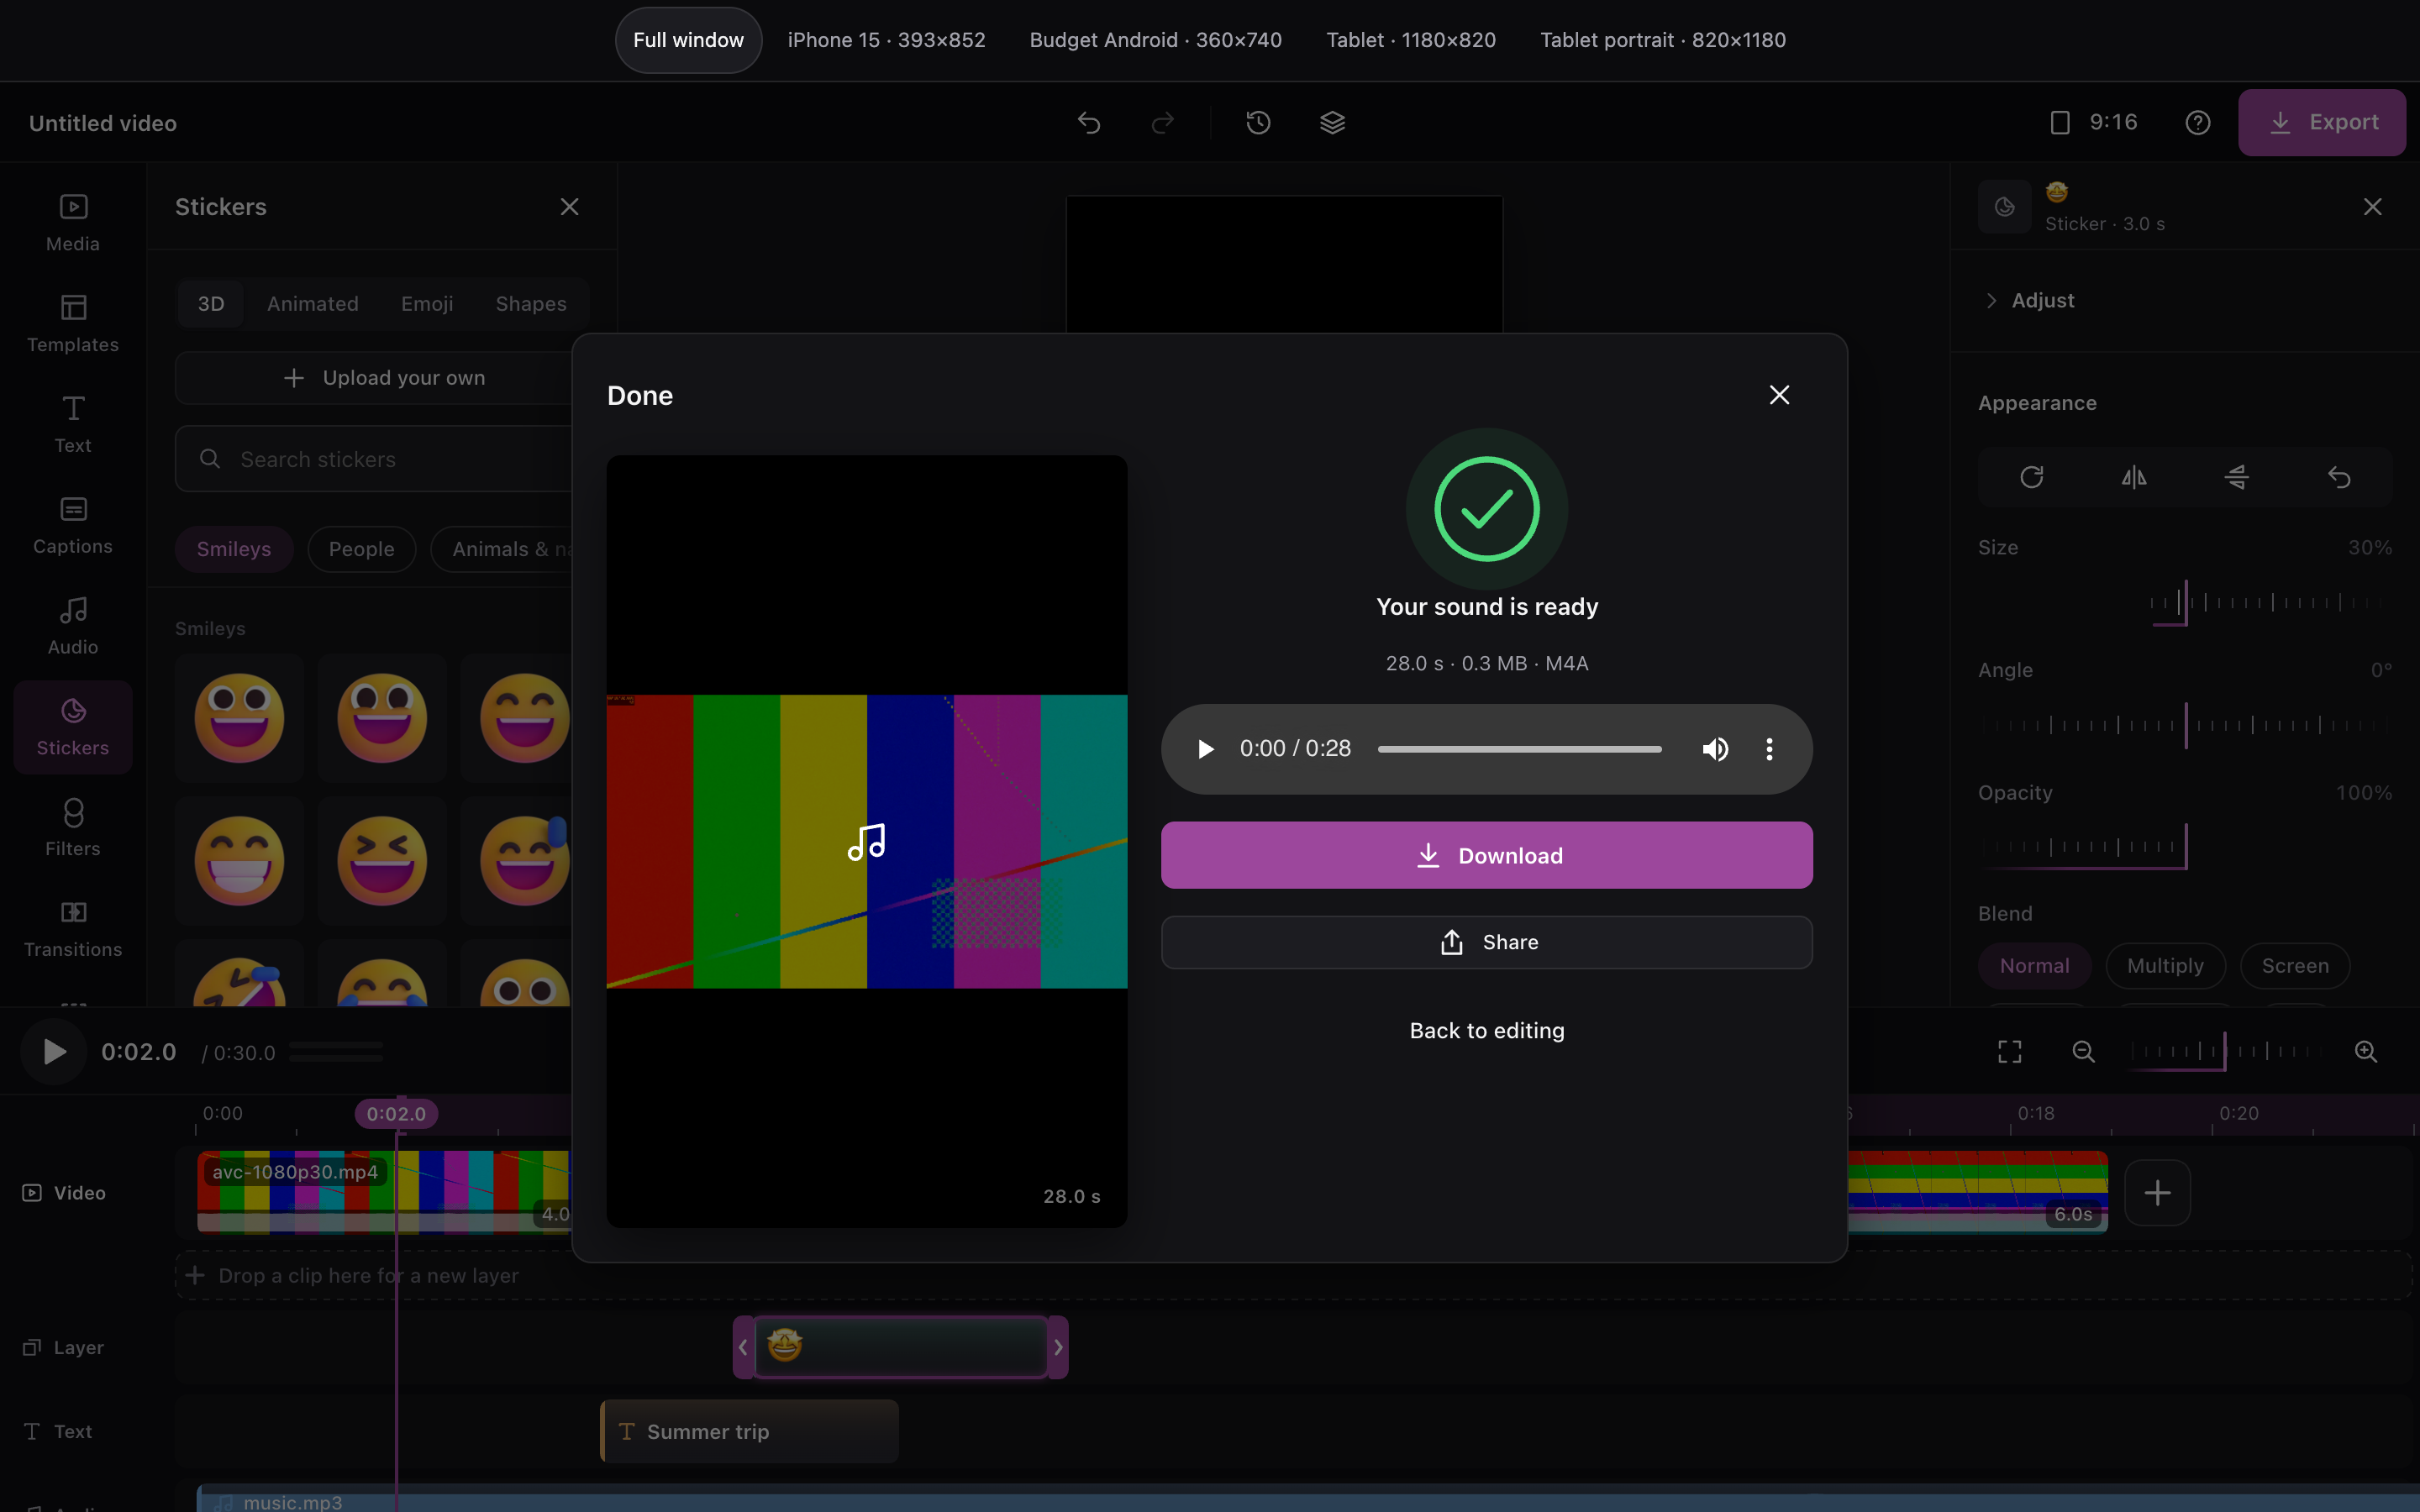 Full window
iPhone 15 · 393×852
Budget Android · 360×740
Tablet · 1180×820
Tablet portrait · 820×1180
Untitled video
9:16
Export
Media
Templates
Text
Captions
Audio
Stickers
Filters
Transitions
Stickers
3D
Animated
Emoji
Shapes
Upload your own
Search stickers
Smileys
People
Animals & n
Smileys
Done
28.0 s
Your sound is ready
28.0 s · 0.3 MB · M4A
0:00 / 0:28
Download
Share
Back to editing
Sticker · 3.0 s
Adjust
Appearance
Size
30%
Angle
0°
Opacity
100%
Blend
Normal
Multiply
Screen
0:02.0
/ 0:30.0
0:00
0:02.0
0:18
0:20
Video
avc-1080p30.mp4
4.0
6.0s
Drop a clip here for a new layer
Layer
Text
Summer trip
music.mp3